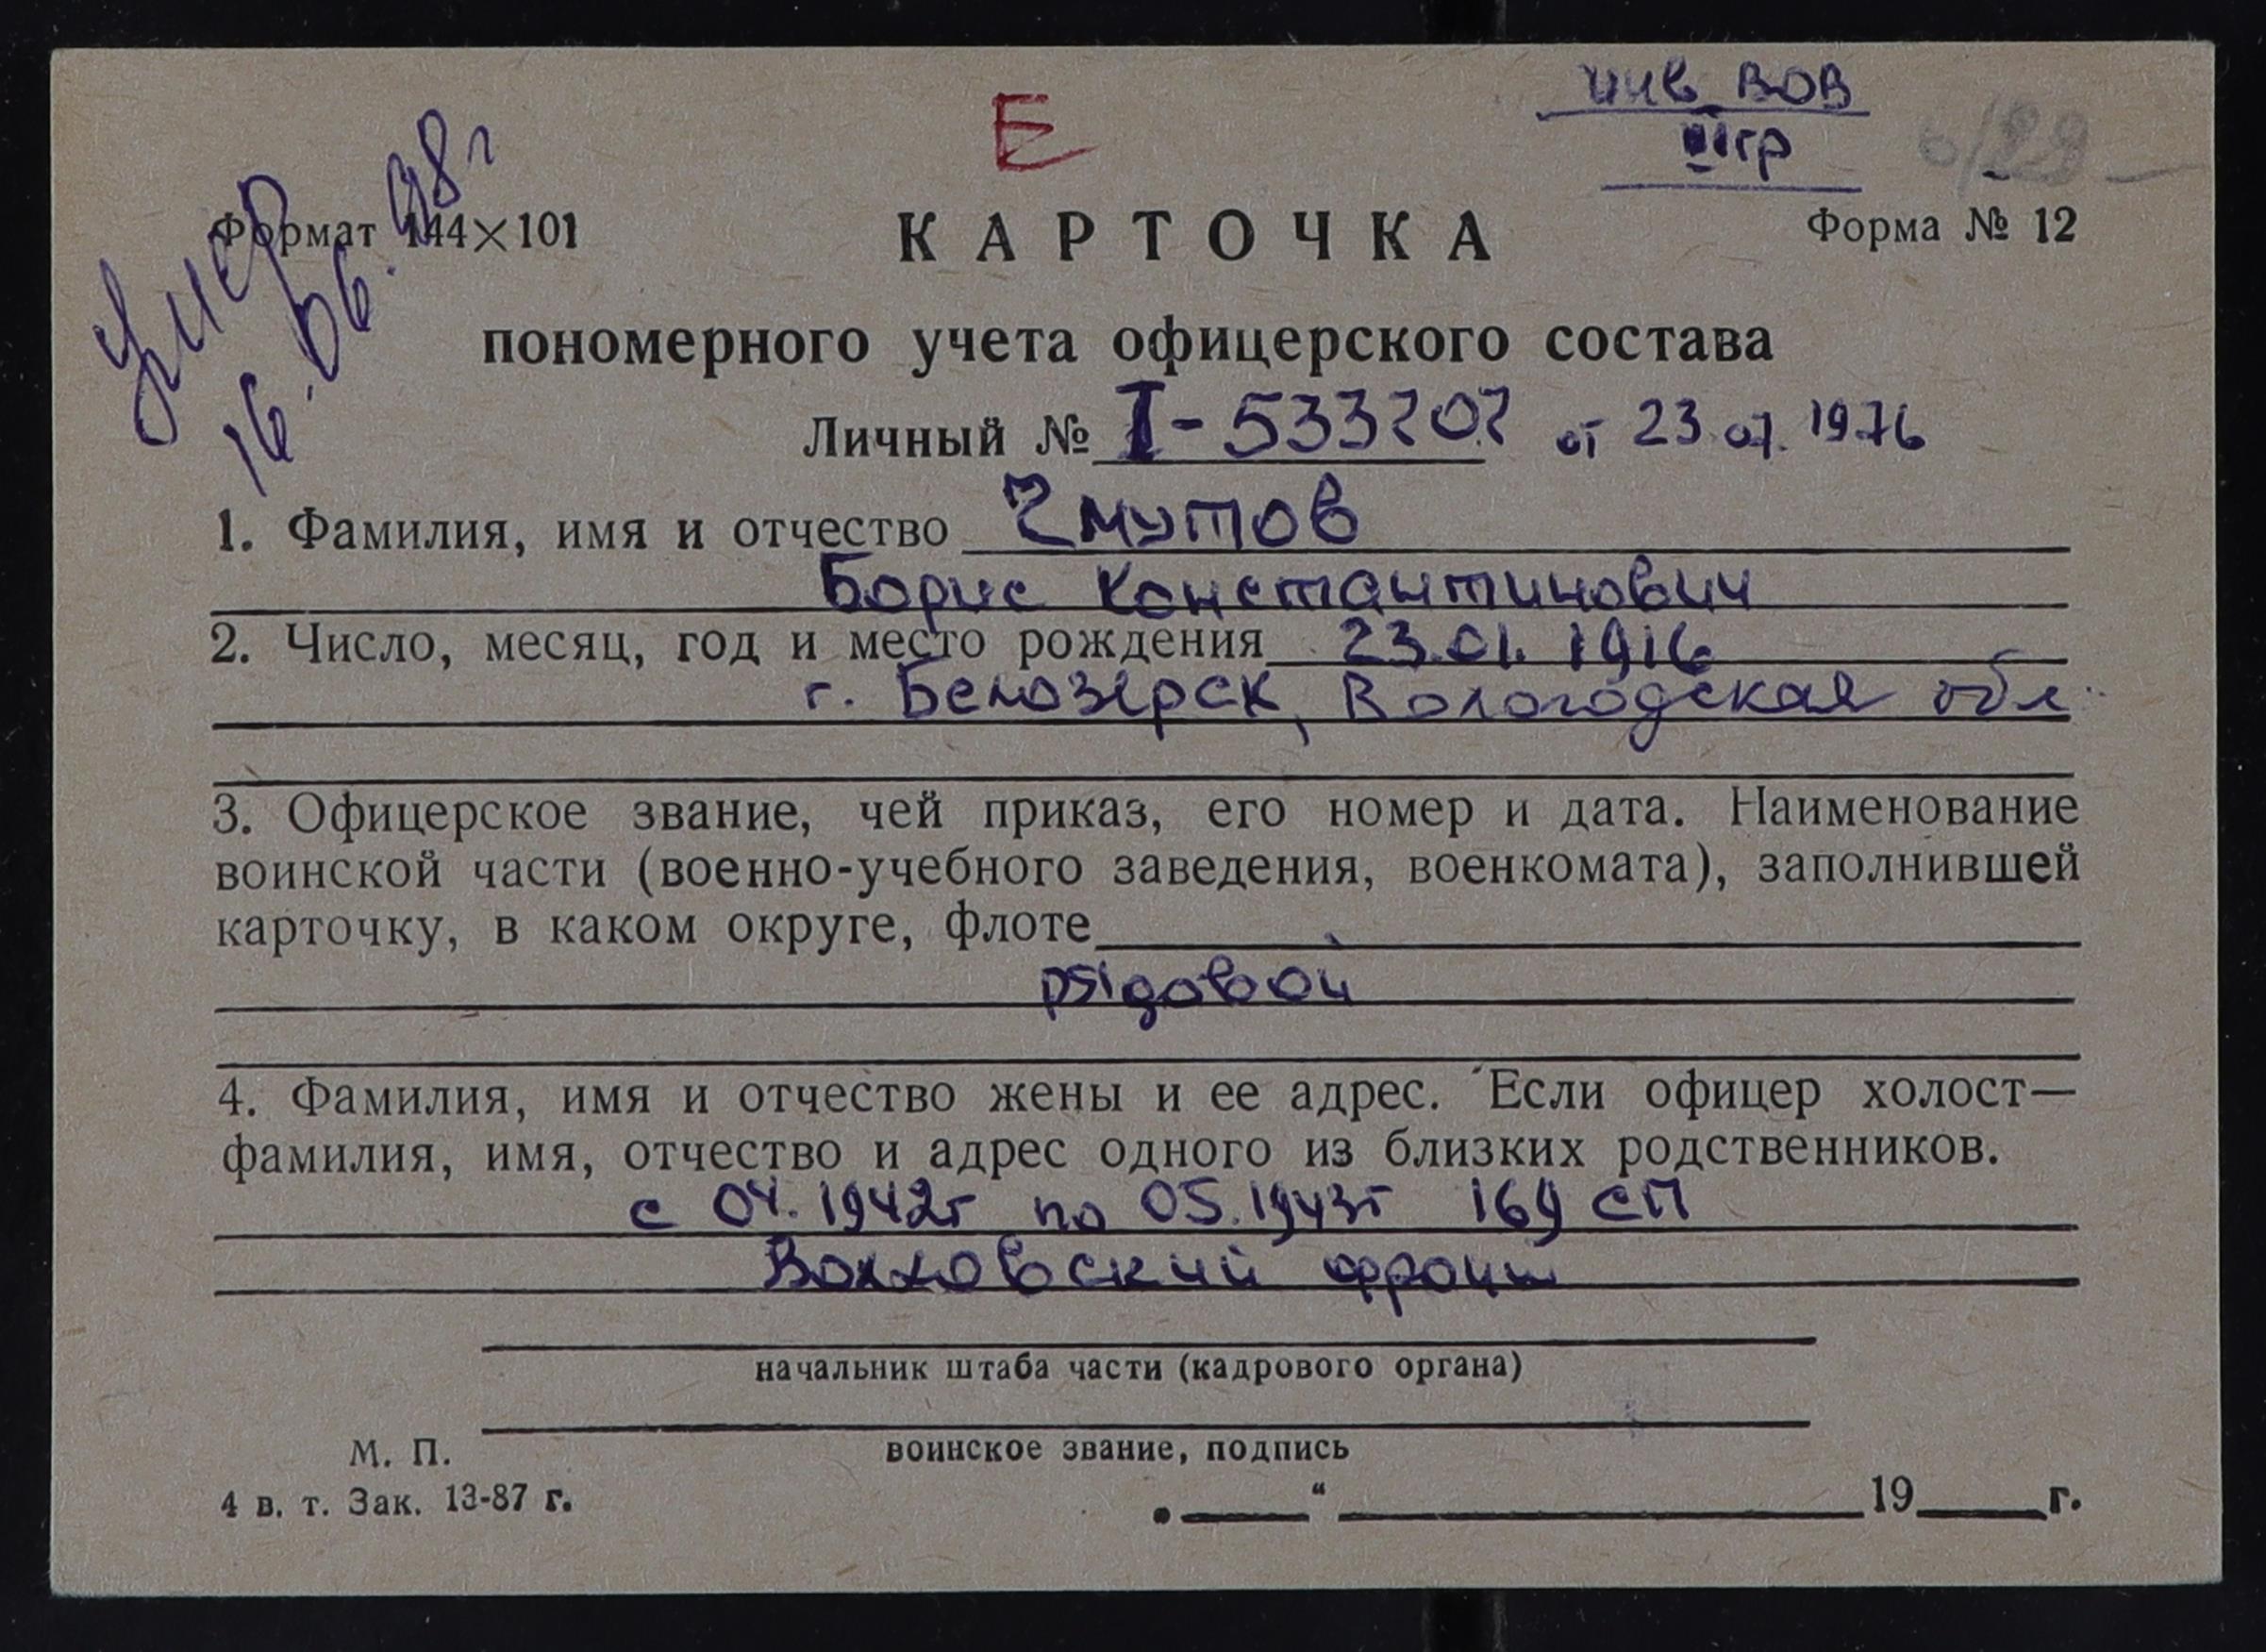 инв ВОВ
Е
III гр
умер
16.06.98г
Формат 144×101
КАРТОЧКА
Форма № 12
пономерного учета офицерского состава
Личный № I-533202 от 23.07.1976
1. Фамилия, имя и отчество Чмутов
Борис Константинович
2. Число, месяц, год и место рождения 23.01.1916
г. Белозерск, Вологодская обл.
3. Офицерское звание, чей приказ, его номер и дата. Наименование
воинской части (военно-учебного заведения, военкомата), заполнившей
карточку, в каком округе, флоте
рядовой
4. Фамилия, имя и отчество жены и ее адрес. Если офицер холост—
фамилия, имя, отчество и адрес одного из близких родственников.
с 04.1942г по 05.1943г 169 СП
Волховский фронт
начальник штаба части (кадрового органа)
воинское звание, подпись
М. П.
4 в. т. Зак. 13-87 г.
„ “ 19 г.